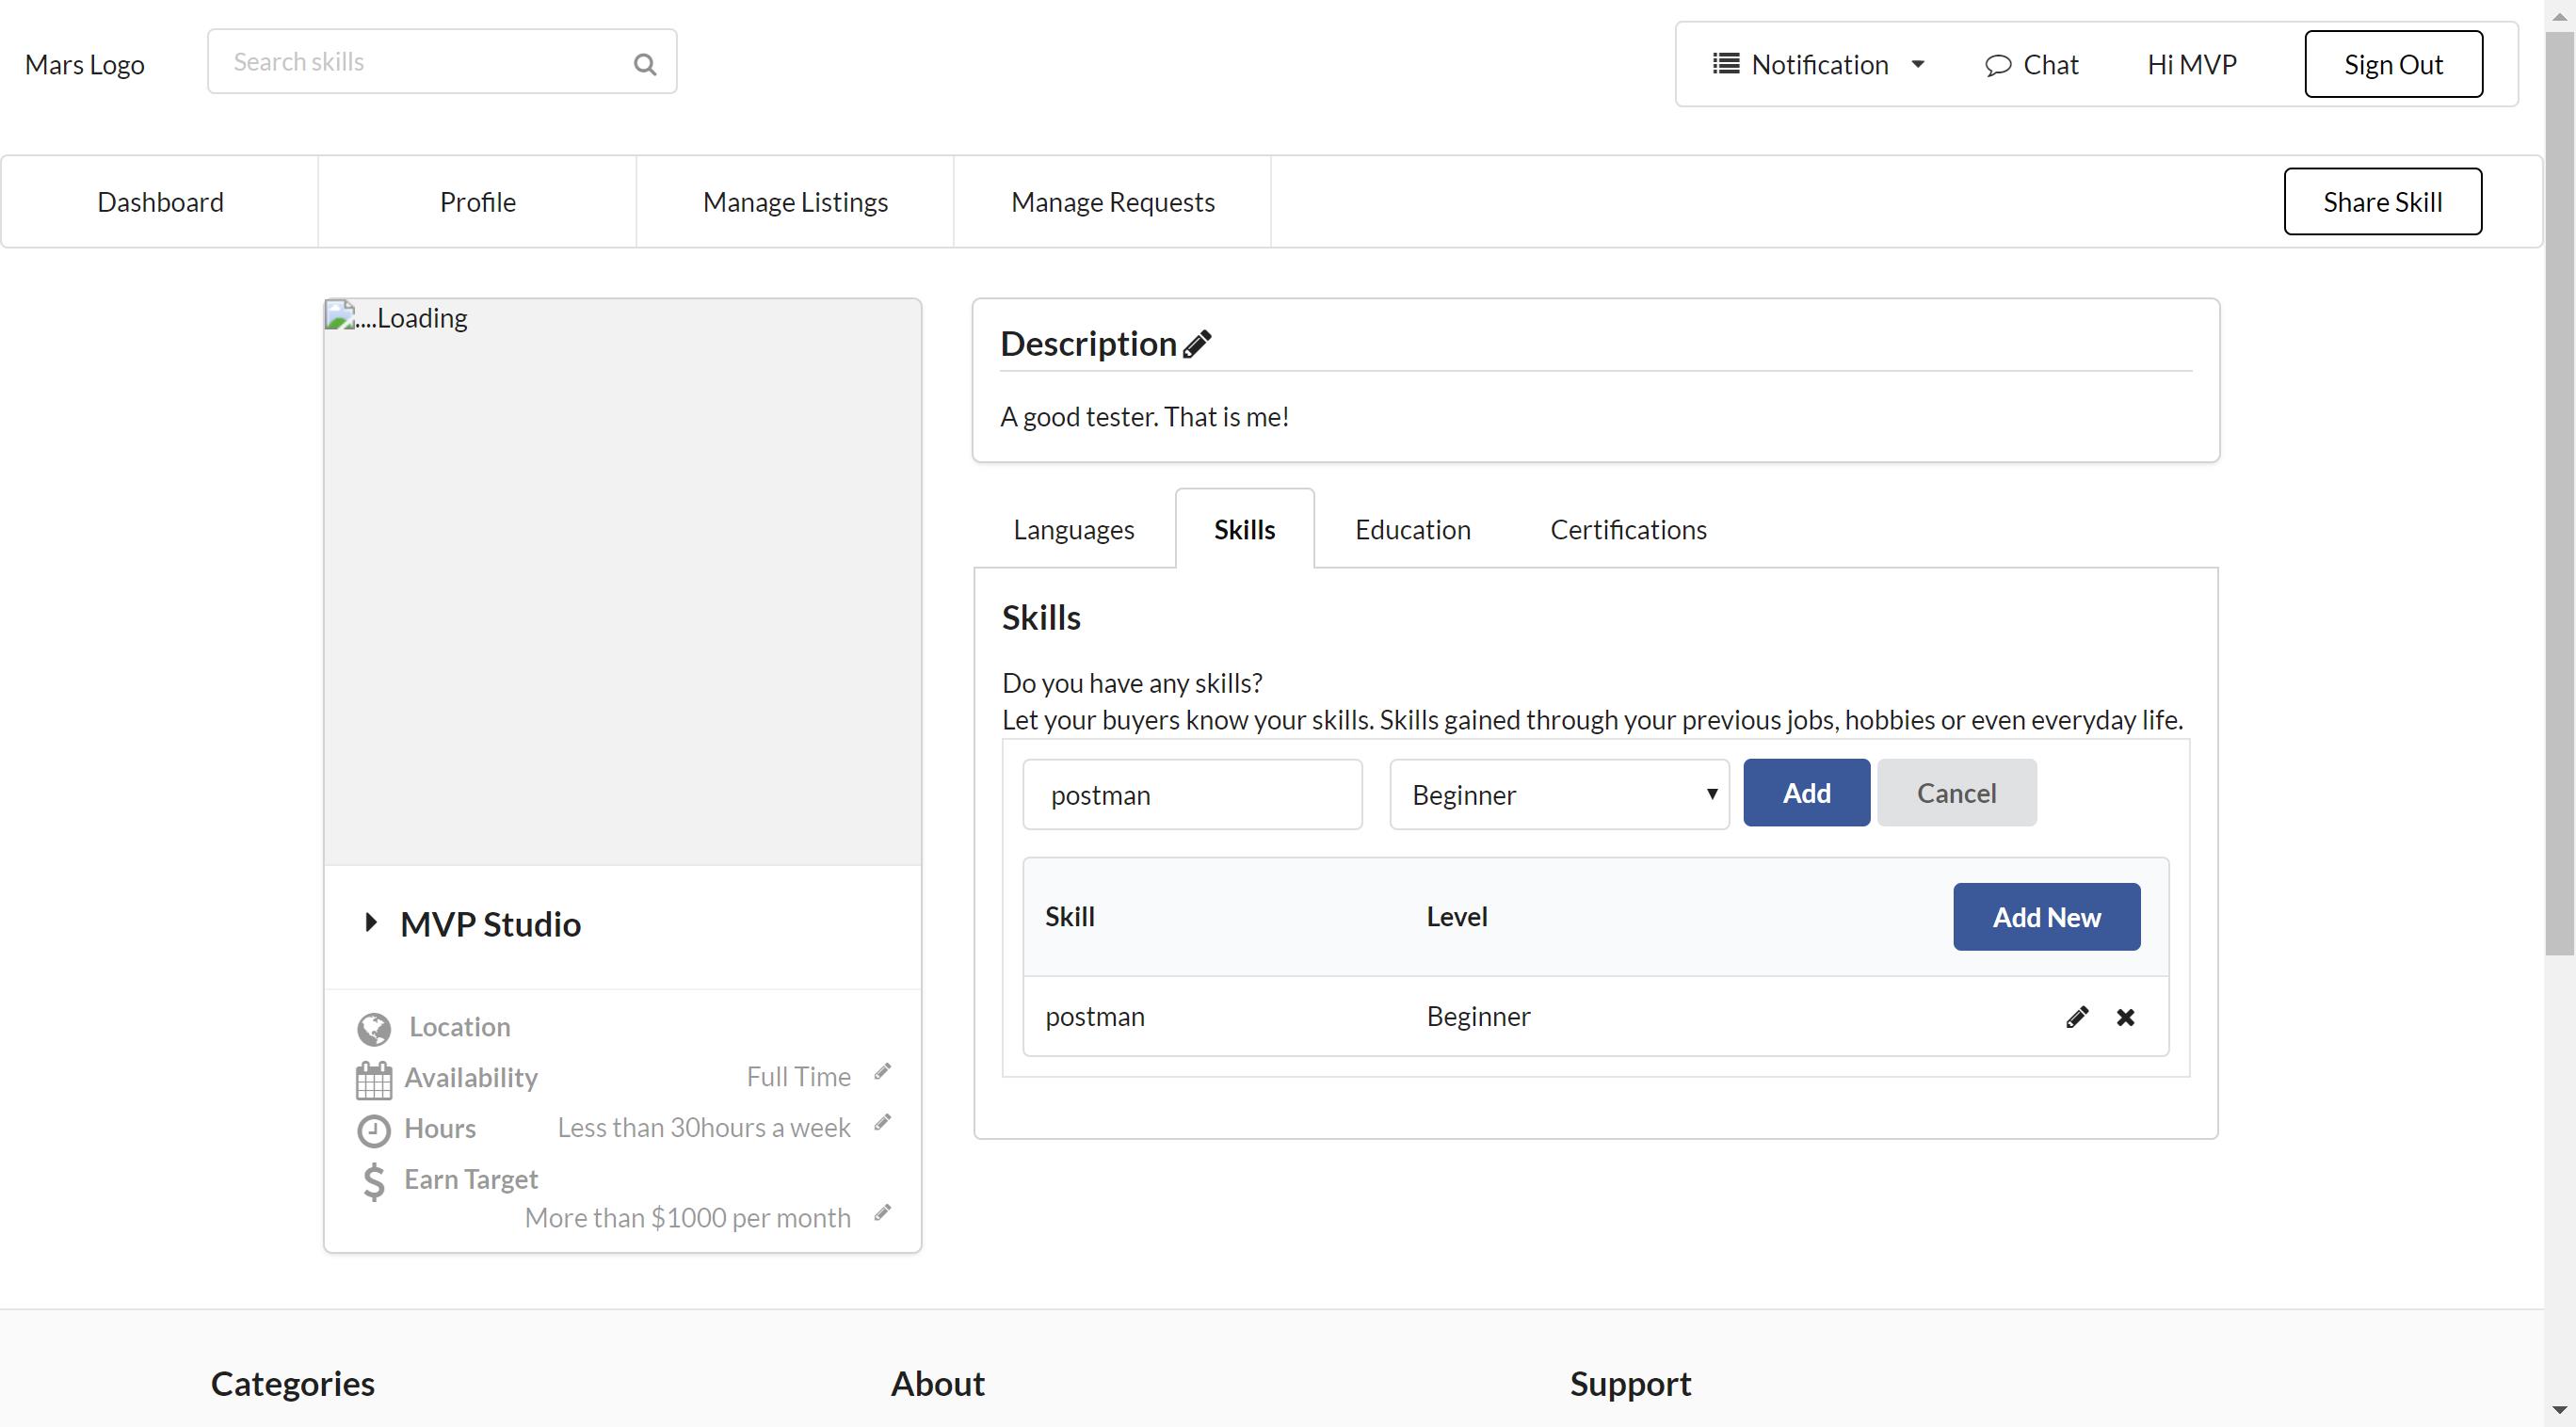 Mars Logo
Search skills
Notification
Chat
Hi MVP
Sign Out
Dashboard
Profile
Manage Listings
Manage Requests
Share Skill
....Loading
MVP Studio
Location
Availability
Full Time
Hours
Less than 30hours a week
Earn Target
More than $1000 per month
Description
A good tester. That is me!
Languages
Skills
Education
Certifications
Skills
Do you have any skills?
Let your buyers know your skills. Skills gained through your previous jobs, hobbies or even everyday life.
postman
Beginner
Add
Cancel
Skill
Level
Add New
postman
Beginner
Categories
About
Support